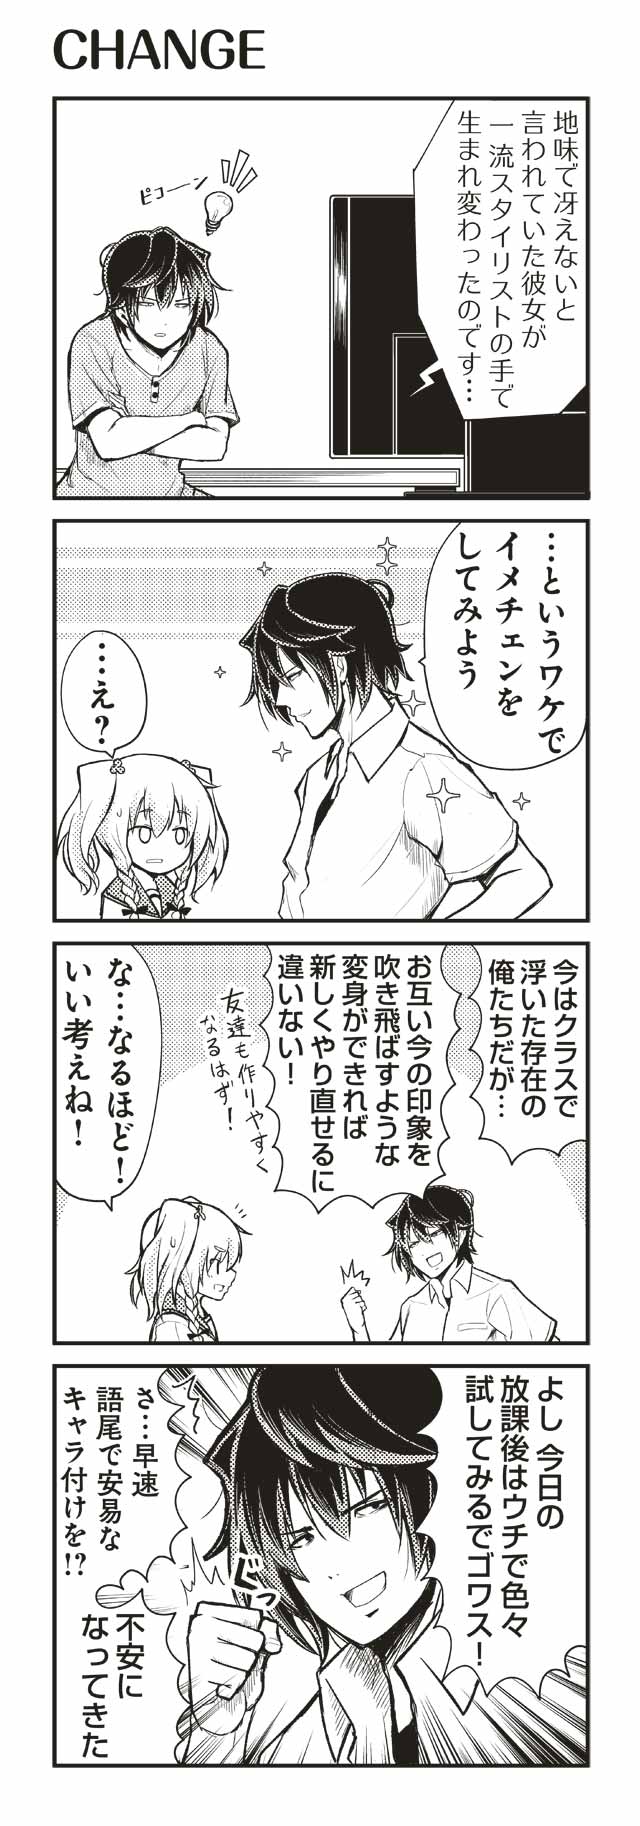 CHANGE
地味で冴えないと
言われていた彼女が
一流スタイリストの手で
生まれ変わったのです…
ピコーン
…というワケで
イメチェンを
してみよう
…え?
今はクラスで
浮いた存在の
俺たちだが…
お互い今の印象を
吹き飛ばすような
変身ができれば
新しくやり直せるに
違いない!
友達も作りやすく
なるはず!
な…なるほど!
いい考えね!
よし 今日の
放課後はウチで色々
試してみるでゴワス!
ぐっ
さ…早速
語尾で安易な
キャラ付けを!?
不安に
なってきた